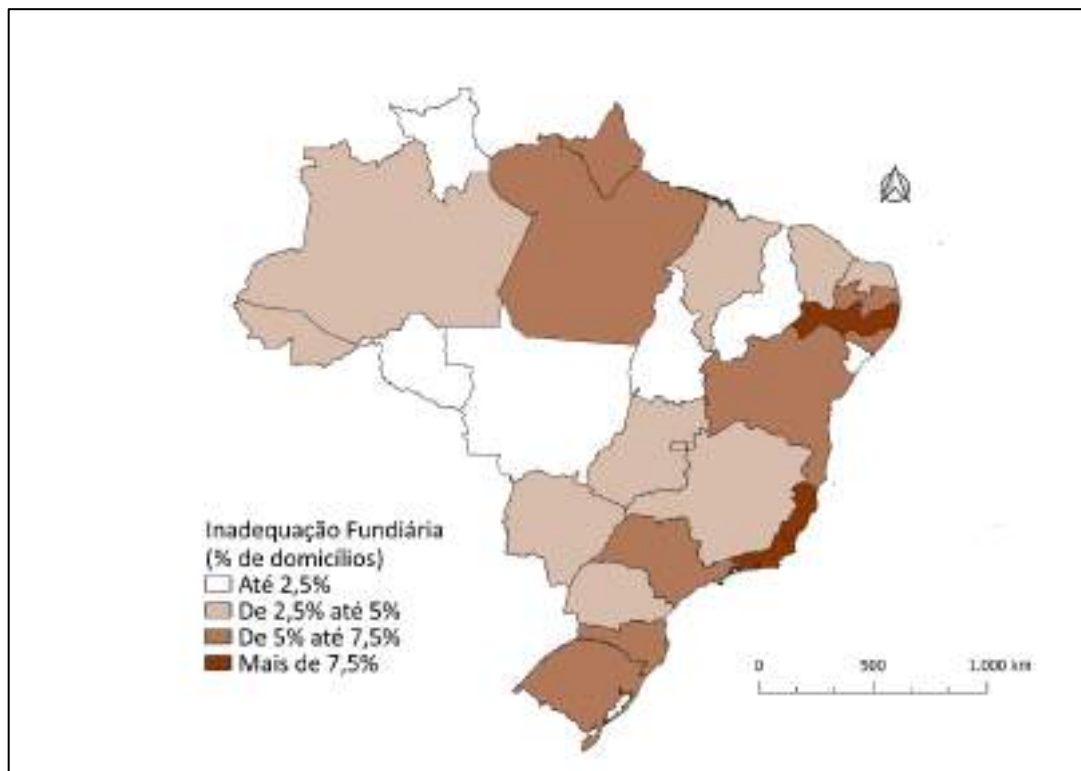 Inadequação Fundiária
(% de domicílios)
Até 2,5%
De 2,5% até 5%
De 5% até 7,5%
Mais de 7,5%
0 500 1.000 km